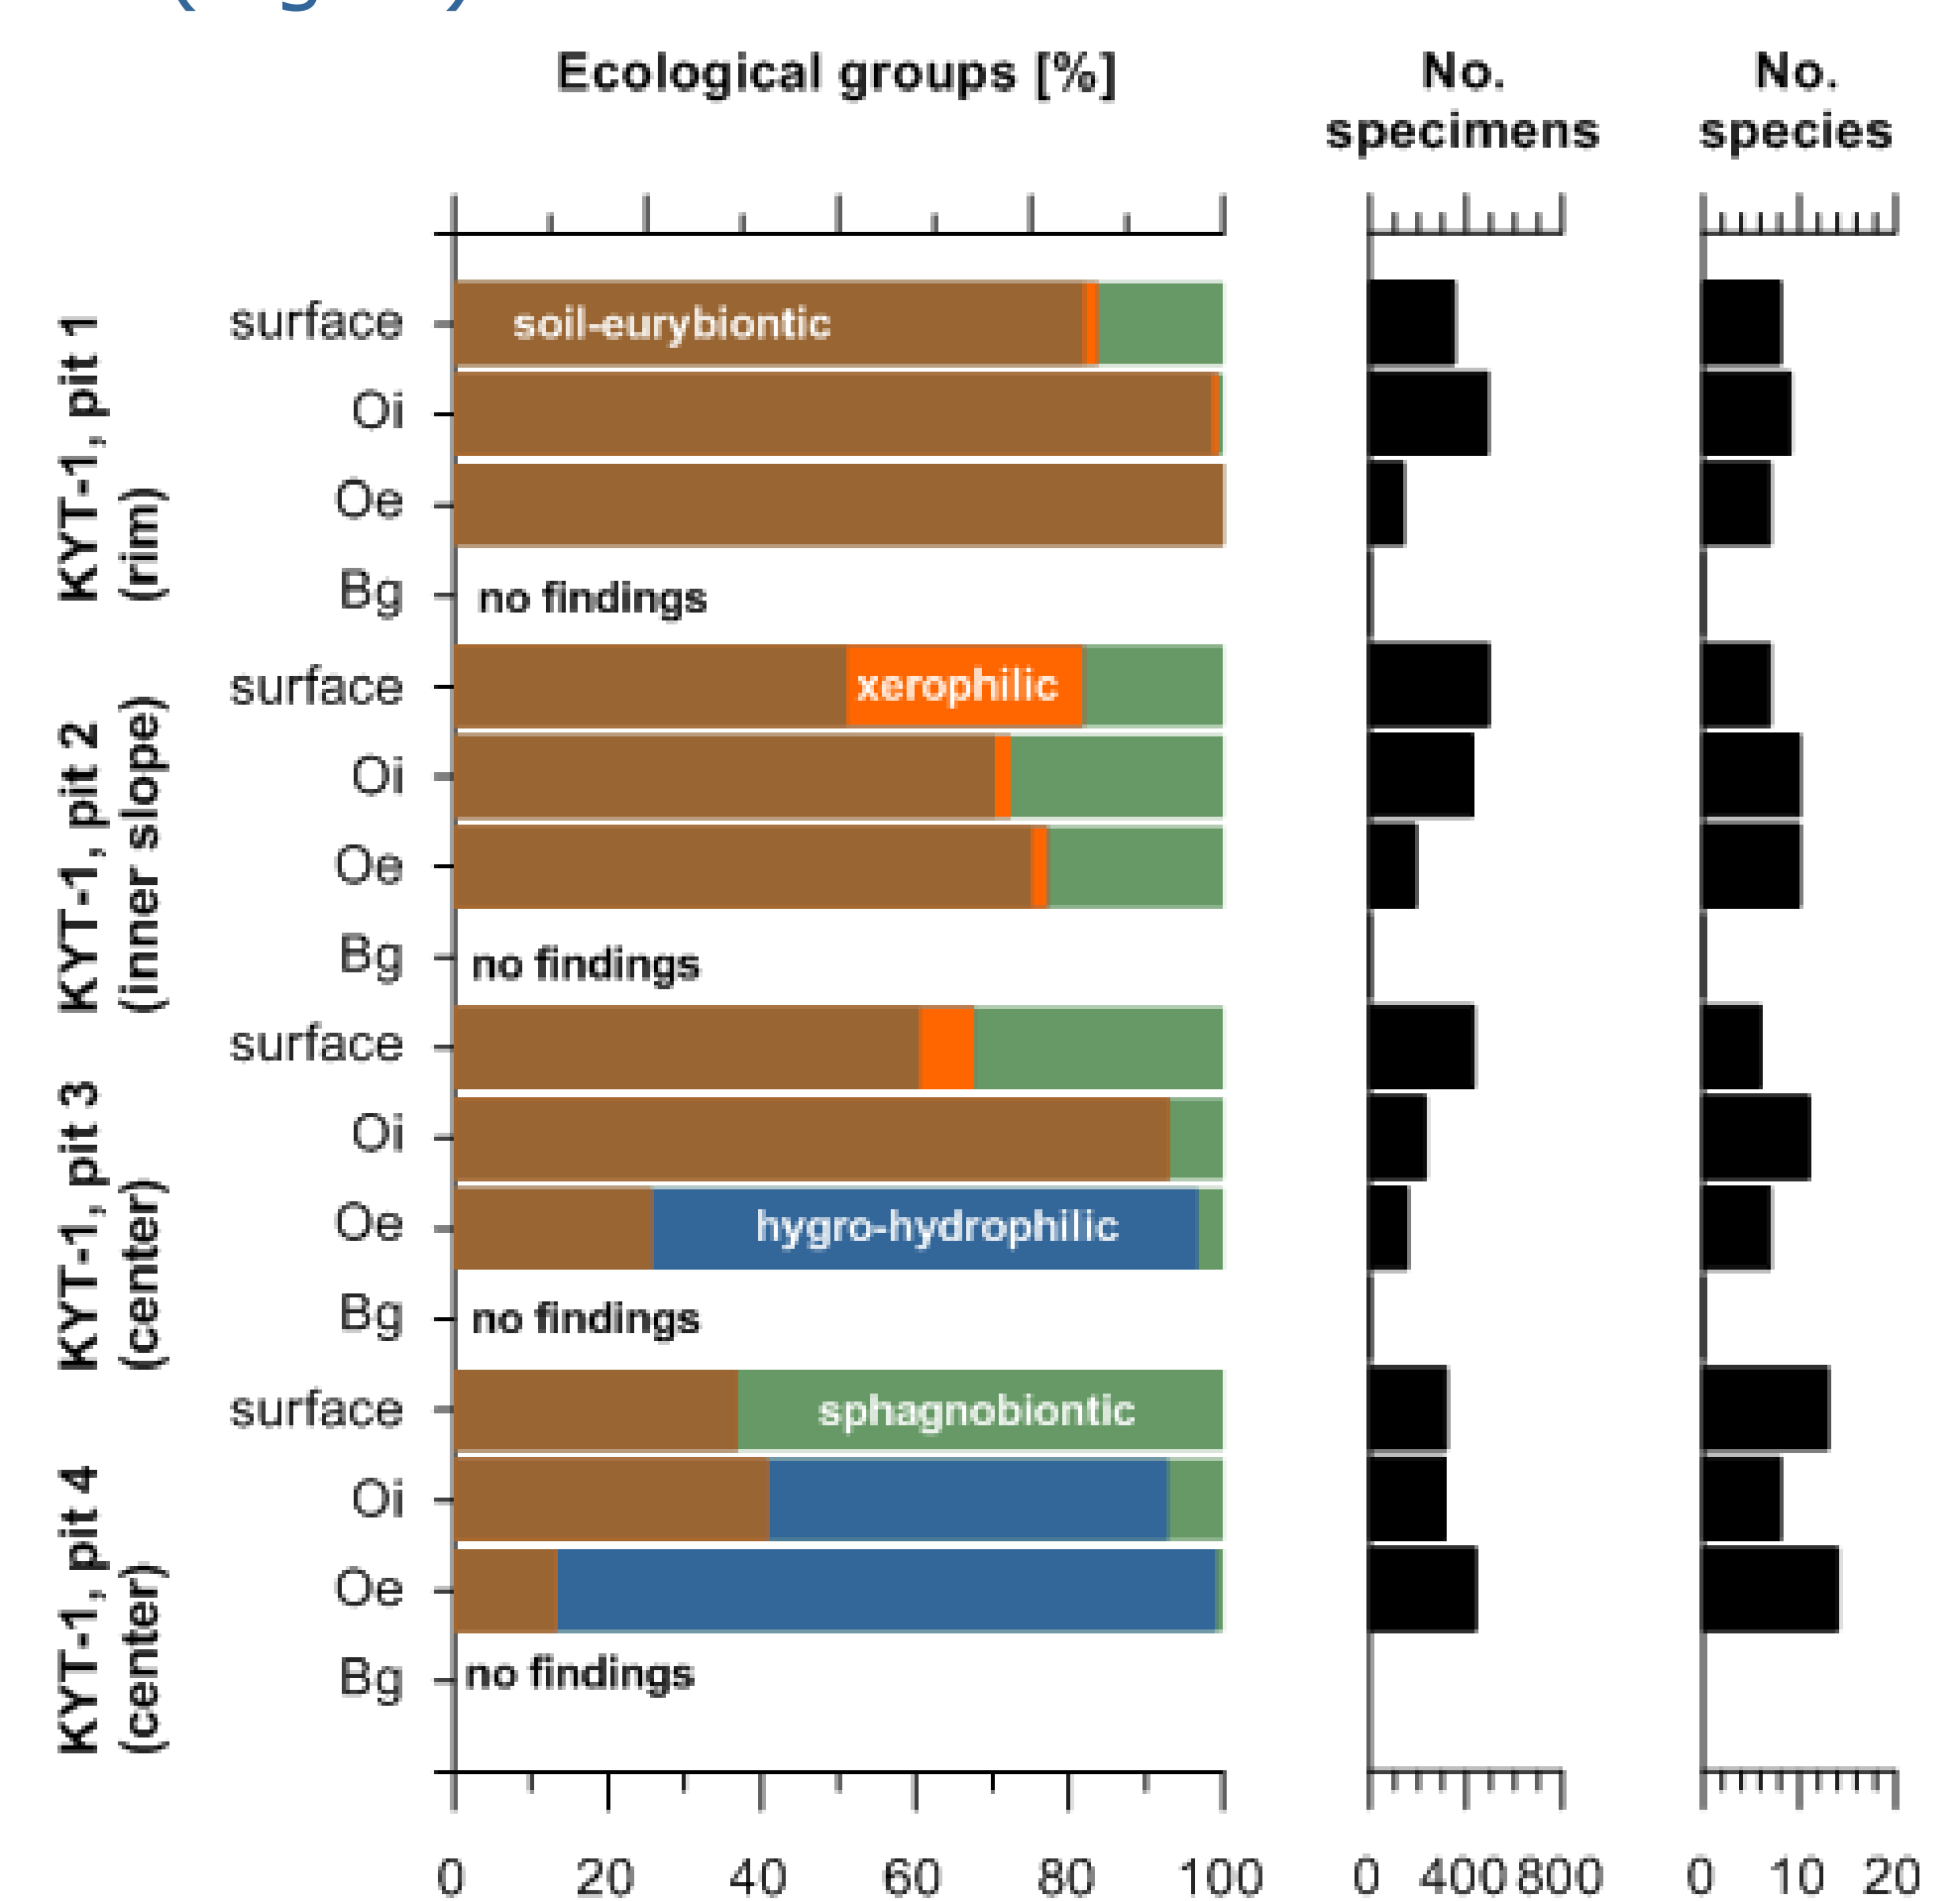 Ecological groups [%]
No.
specimens
No.
species
KYT-1, pit 1
(rim)
surface
soil-eurybiontic
Oi
Oe
Bg
no findings
KYT-1, pit 2
(inner slope)
surface
xerophilic
Oi
Oe
Bg
no findings
KYT-1, pit 3
(center)
surface
Oi
Oe
hygro-hydrophilic
Bg
no findings
KYT-1, pit 4
(center)
surface
sphagnobiontic
Oi
Oe
Bg
no findings
0 20 40 60 80 100
0 400 800
0 10 20